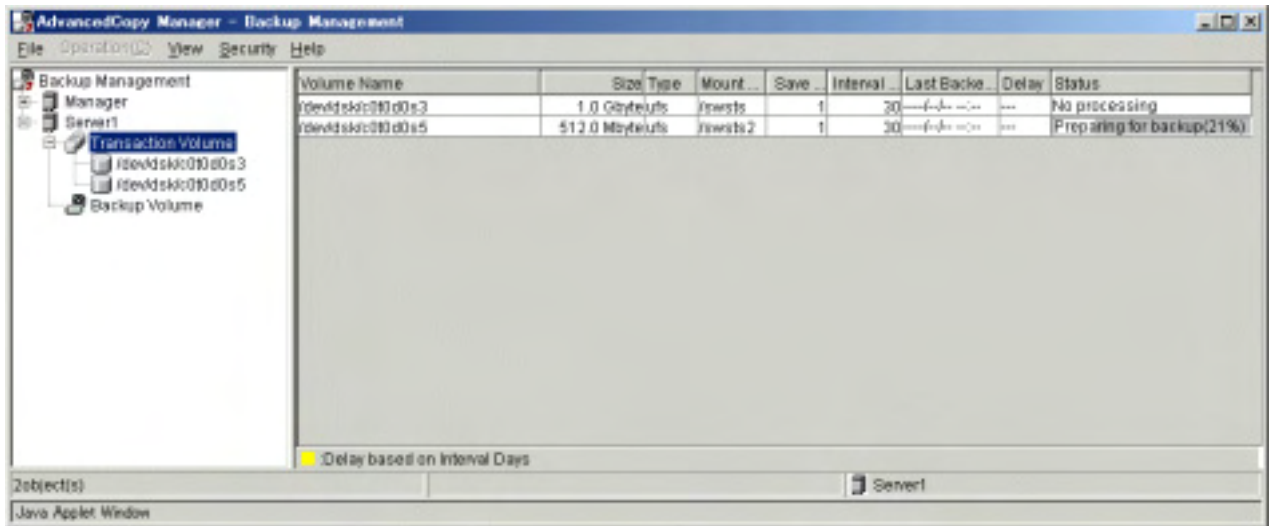 AdvancedCopy Manager - Backup Management
File Operation(O) View Security Help
Backup Management
Manager
Server1
Transaction Volume
/dev/dsk/c0t0d0s3
/dev/dsk/c0t0d0s5
Backup Volume
Volume Name Size Type Mount ... Save ... Interval ... Last Backe... Delay Status
/dev/dsk/c0t0d0s3 1.0 Gbyte ufs /swsts 1 30 ----/--/-- --:-- --- No processing
/dev/dsk/c0t0d0s5 512.0 Mbyte ufs /swsts2 1 30 ----/--/-- --:-- --- Preparing for backup(21%)
:Delay based on Interval Days
2object(s) Server1
Java Applet Window